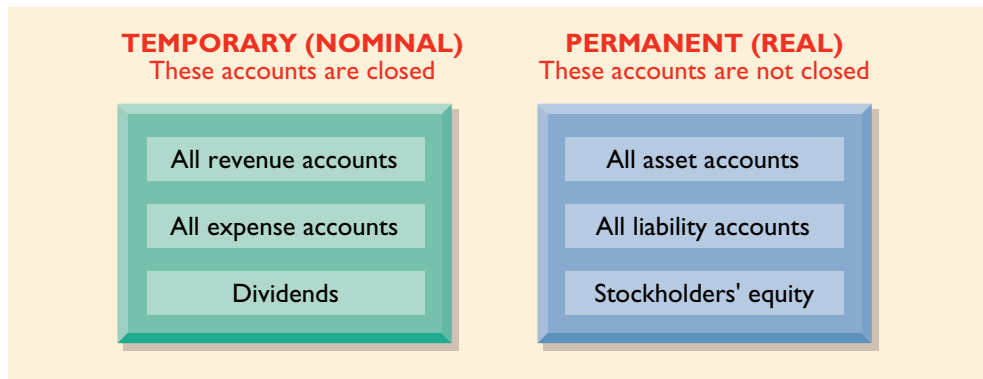 TEMPORARY (NOMINAL)
These accounts are closed
All revenue accounts
All expense accounts
Dividends
PERMANENT (REAL)
These accounts are not closed
All asset accounts
All liability accounts
Stockholders' equity